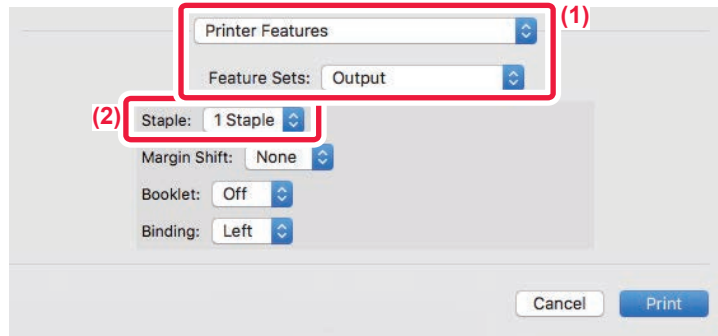 (1)
Printer Features
Feature Sets: Output
(2)
Staple: 1 Staple
Margin Shift: None
Booklet: Off
Binding: Left
Cancel Print